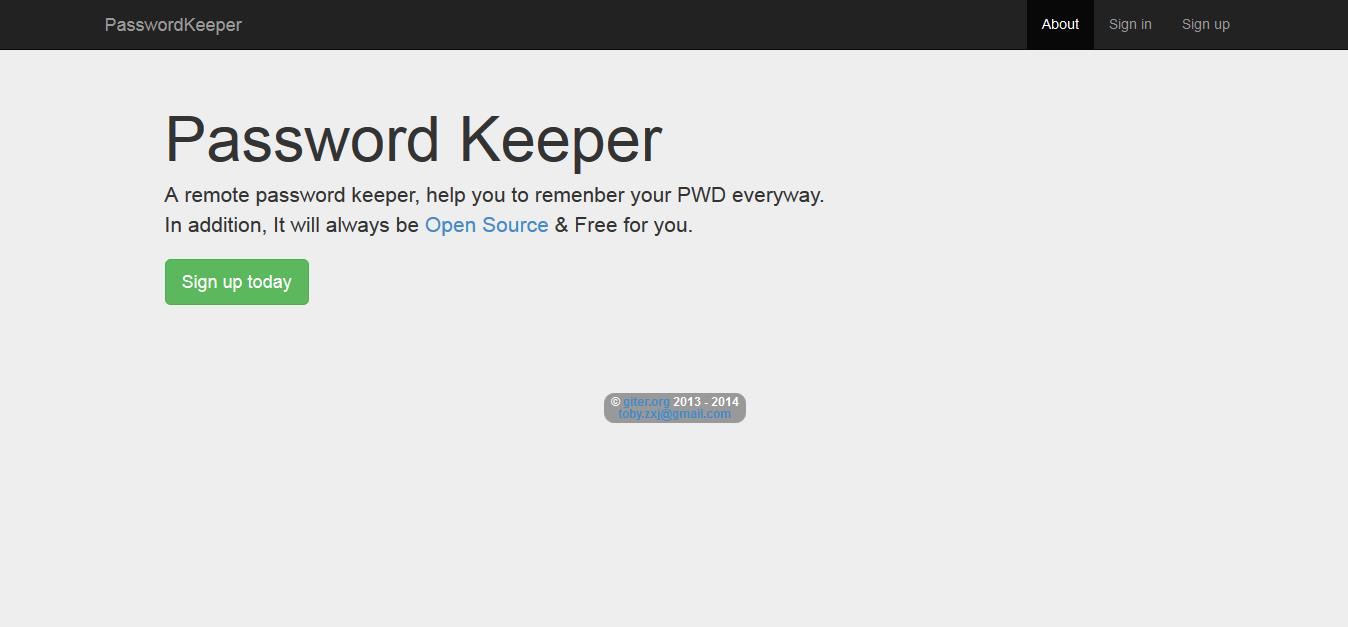 PasswordKeeper
About
Sign in
Sign up
Password Keeper
A remote password keeper, help you to remenber your PWD everyway.
In addition, It will always be Open Source & Free for you.
Sign up today
© giter.org 2013 - 2014
toby.zxj@gmail.com